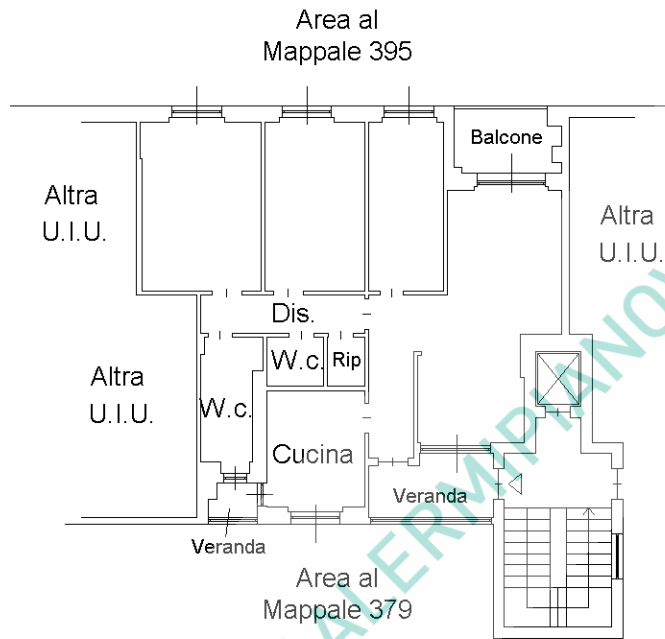 Area al
Mappale 395
Balcone
Altra
U.I.U.
Altra
U.I.U.
Dis.
W.c.
Rip
Altra
U.I.U.
W.c.
Cucina
Veranda
Veranda
Area al
Mappale 379